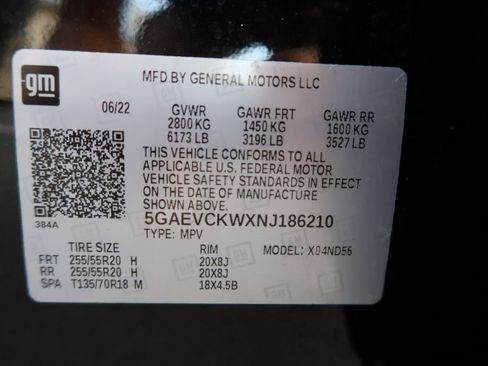 gm
MFD BY GENERAL MOTORS LLC
06/22 GVWR GAWR FRT GAWR RR
2800 KG 1450 KG 1600 KG
6173 LB 3196 LB 3527 LB
THIS VEHICLE CONFORMS TO ALL
APPLICABLE U.S. FEDERAL MOTOR
VEHICLE SAFETY STANDARDS IN EFFECT
ON THE DATE OF MANUFACTURE
SHOWN ABOVE.
384A
5GAEVCKWXNJ186210
TYPE: MPV
TIRE SIZE RIM MODEL: X04ND56
FRT 255/55R20 H 20X8J
RR 255/55R20 H 20X8J
SPA T135/70R18 M 18X4.5B